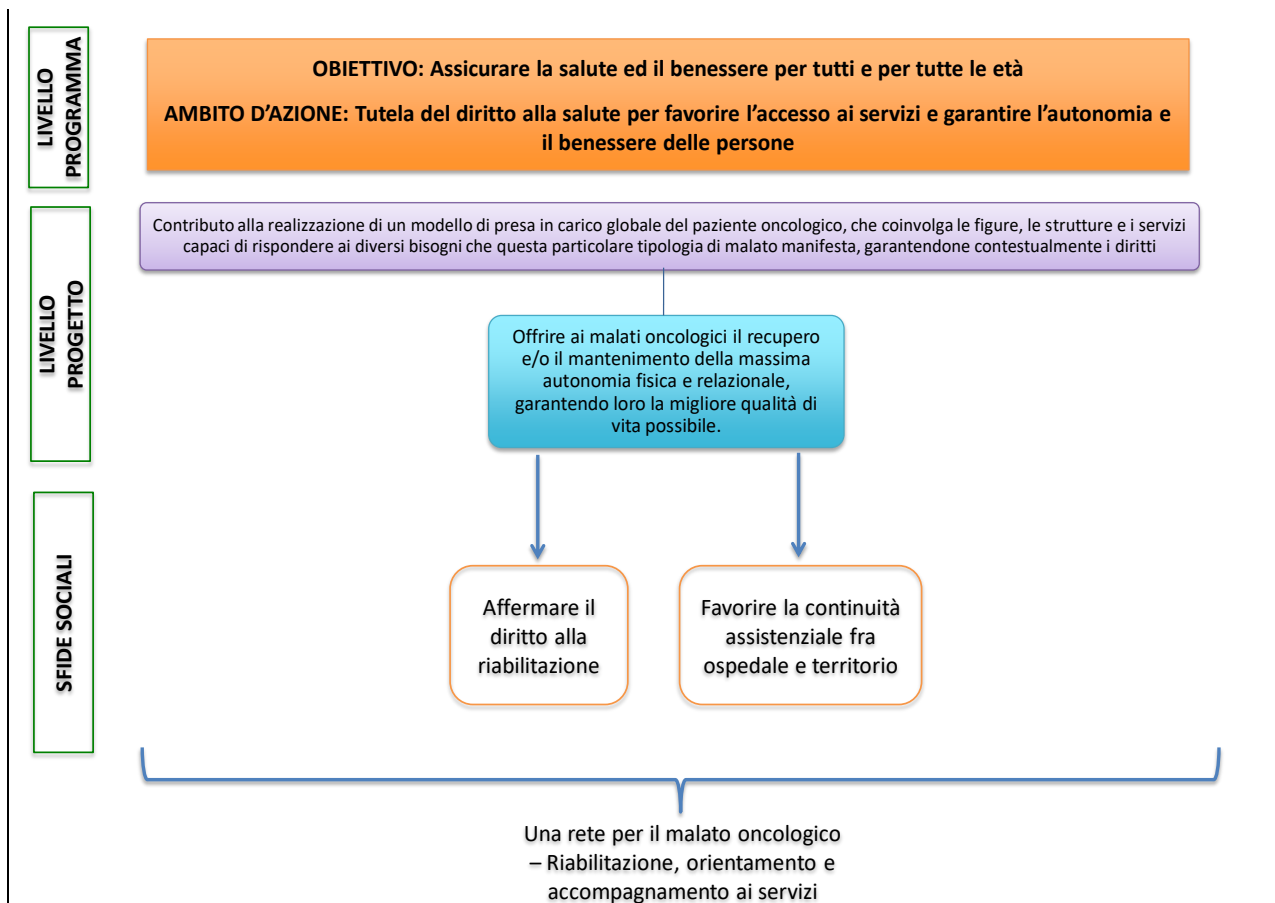 LIVELLO
PROGRAMMA
OBIETTIVO: Assicurare la salute ed il benessere per tutti e per tutte le età
AMBITO D’AZIONE: Tutela del diritto alla salute per favorire l’accesso ai servizi e garantire l’autonomia e
il benessere delle persone
LIVELLO
PROGETTO
Contributo alla realizzazione di un modello di presa in carico globale del paziente oncologico, che coinvolga le figure, le strutture e i servizi
capaci di rispondere ai diversi bisogni che questa particolare tipologia di malato manifesta, garantendone contestualmente i diritti
Offrire ai malati oncologici il recupero
e/o il mantenimento della massima
autonomia fisica e relazionale,
garantendo loro la migliore qualità di
vita possibile.
SFIDE SOCIALI
Affermare il
diritto alla
riabilitazione
Favorire la continuità
assistenziale fra
ospedale e territorio
Una rete per il malato oncologico
– Riabilitazione, orientamento e
accompagnamento ai servizi